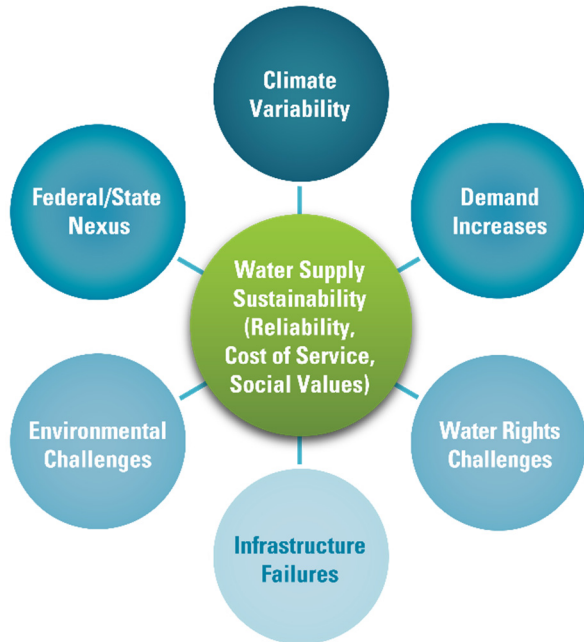 Climate
Variability
Federal/State
Nexus
Demand
Increases
Water Supply
Sustainability
(Reliability,
Cost of Service,
Social Values)
Environmental
Challenges
Water Rights
Challenges
Infrastructure
Failures